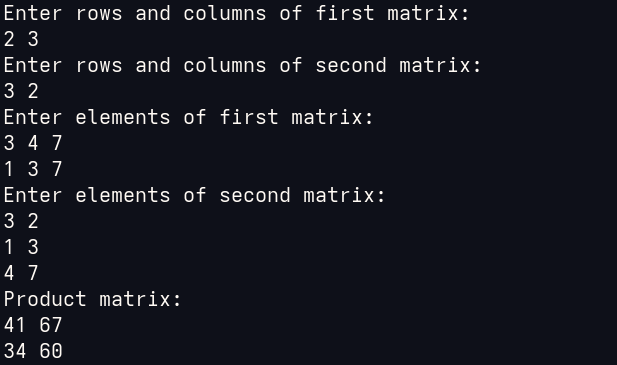 Enter rows and columns of first matrix:
2 3
Enter rows and columns of second matrix:
3 2
Enter elements of first matrix:
3 4 7
1 3 7
Enter elements of second matrix:
3 2
1 3
4 7
Product matrix:
41 67
34 60